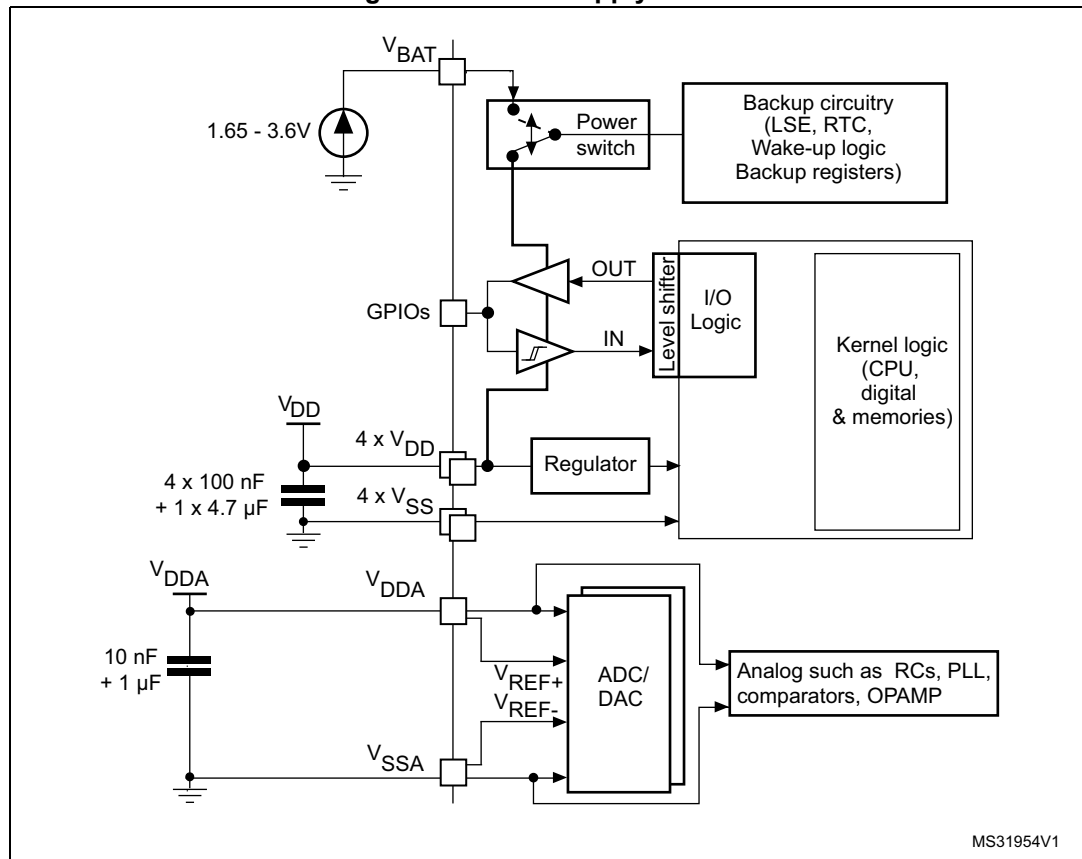 VBAT
1.65 - 3.6V
Power
switch
Backup circuitry
(LSE, RTC,
Wake-up logic
Backup registers)
OUT
GPIOs
IN
Level shifter
I/O
Logic
Kernel logic
(CPU,
digital
& memories)
VDD
4 x VDD
Regulator
4 x 100 nF
+ 1 x 4.7 µF
4 x VSS
VDDA
VDDA
10 nF
+ 1 µF
VREF+
VREF-
ADC/
DAC
Analog such as RCs, PLL,
comparators, OPAMP
VSSA
MS31954V1